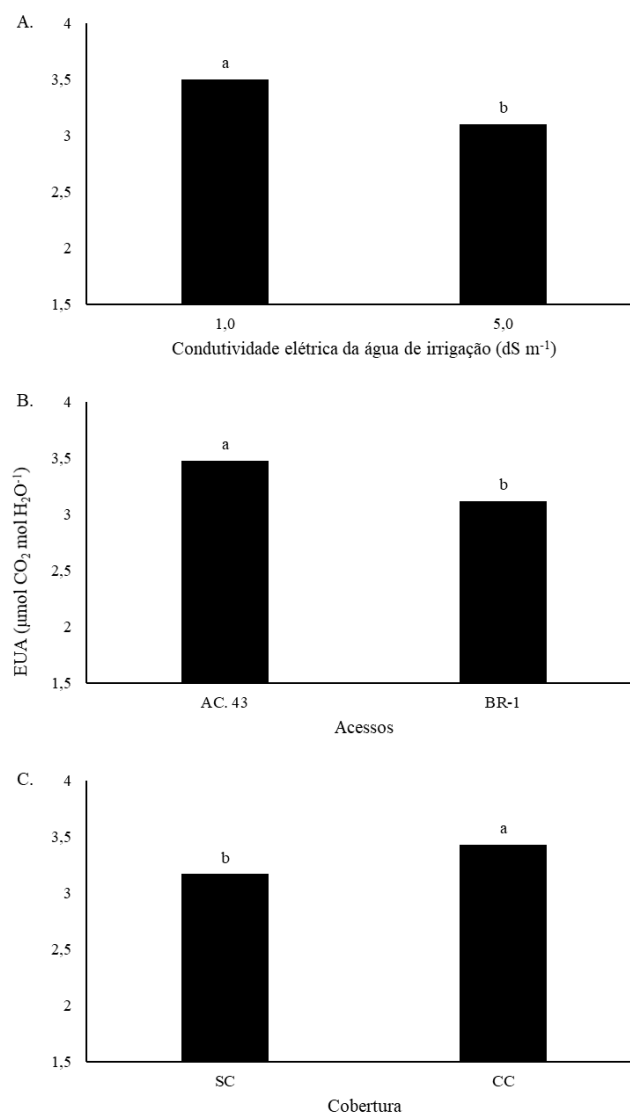 A.
4
a
3,5
b
3
2,5
2
1,5
1,0
5,0
Condutividade elétrica da água de irrigação (dS m⁻¹)
B.
4
a
3,5
b
3
2,5
2
1,5
AC. 43
BR-1
Acessos
EUA (µmol CO₂ mol H₂O⁻¹)
C.
4
a
3,5
b
3
2,5
2
1,5
SC
CC
Cobertura